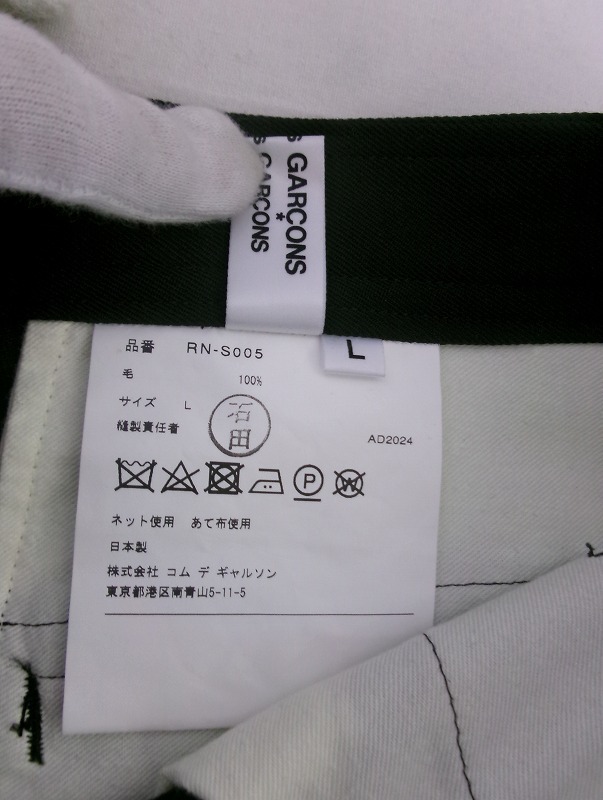 S GARÇONS
S GARÇONS
L
品番 RN-S005
毛 100%
サイズ L
縫製責任者
AD2024
P
W
ネット使用 あて布使用
日本製
株式会社 コム デ ギャルソン
東京都港区南青山5-11-5